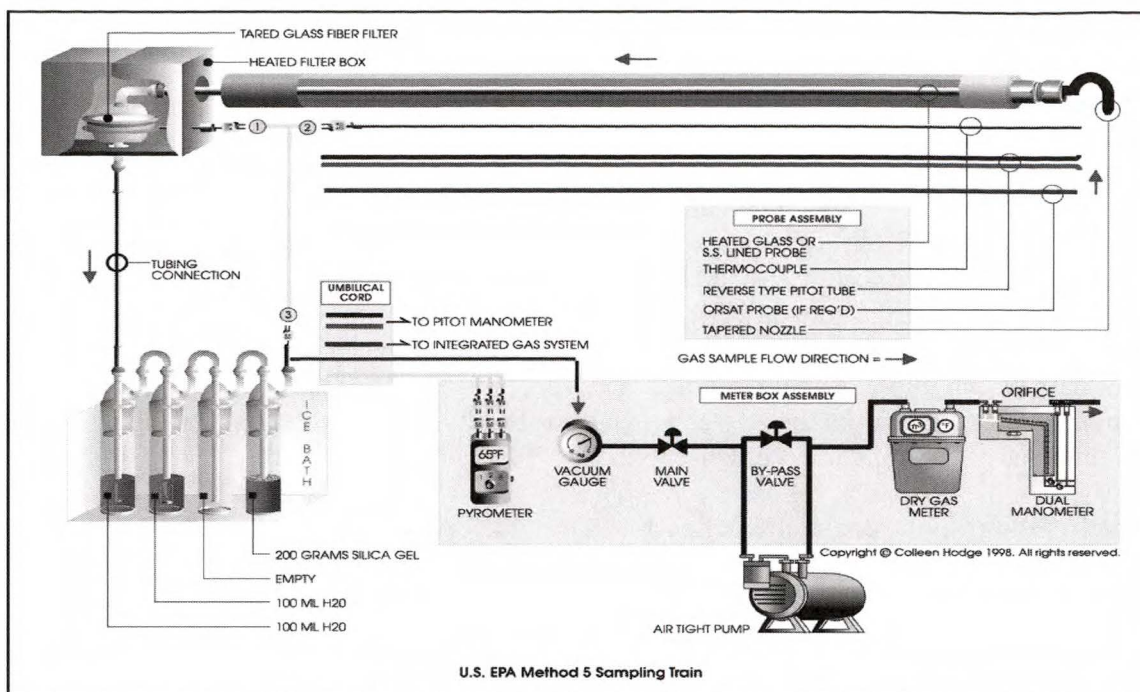 TARED GLASS FIBER FILTER
HEATED FILTER BOX
1
2
TUBING
CONNECTION
3
UMBILICAL
CORD
TO PITOT MANOMETER
TO INTEGRATED GAS SYSTEM
PROBE ASSEMBLY
HEATED GLASS OR
S.S. LINED PROBE
THERMOCOUPLE
REVERSE TYPE PITOT TUBE
ORSAT PROBE (IF REQ'D)
TAPERED NOZZLE
GAS SAMPLE FLOW DIRECTION =
ICE BATH
METER BOX ASSEMBLY
ORIFICE
65°F
6
PYROMETER
VACUUM
GAUGE
MAIN
VALVE
BY-PASS
VALVE
m³
°F
DRY GAS
METER
DUAL
MANOMETER
200 GRAMS SILICA GEL
EMPTY
100 ML H20
100 ML H20
Copyright © Colleen Hodge 1998. All rights reserved.
AIR TIGHT PUMP
U.S. EPA Method 5 Sampling Train